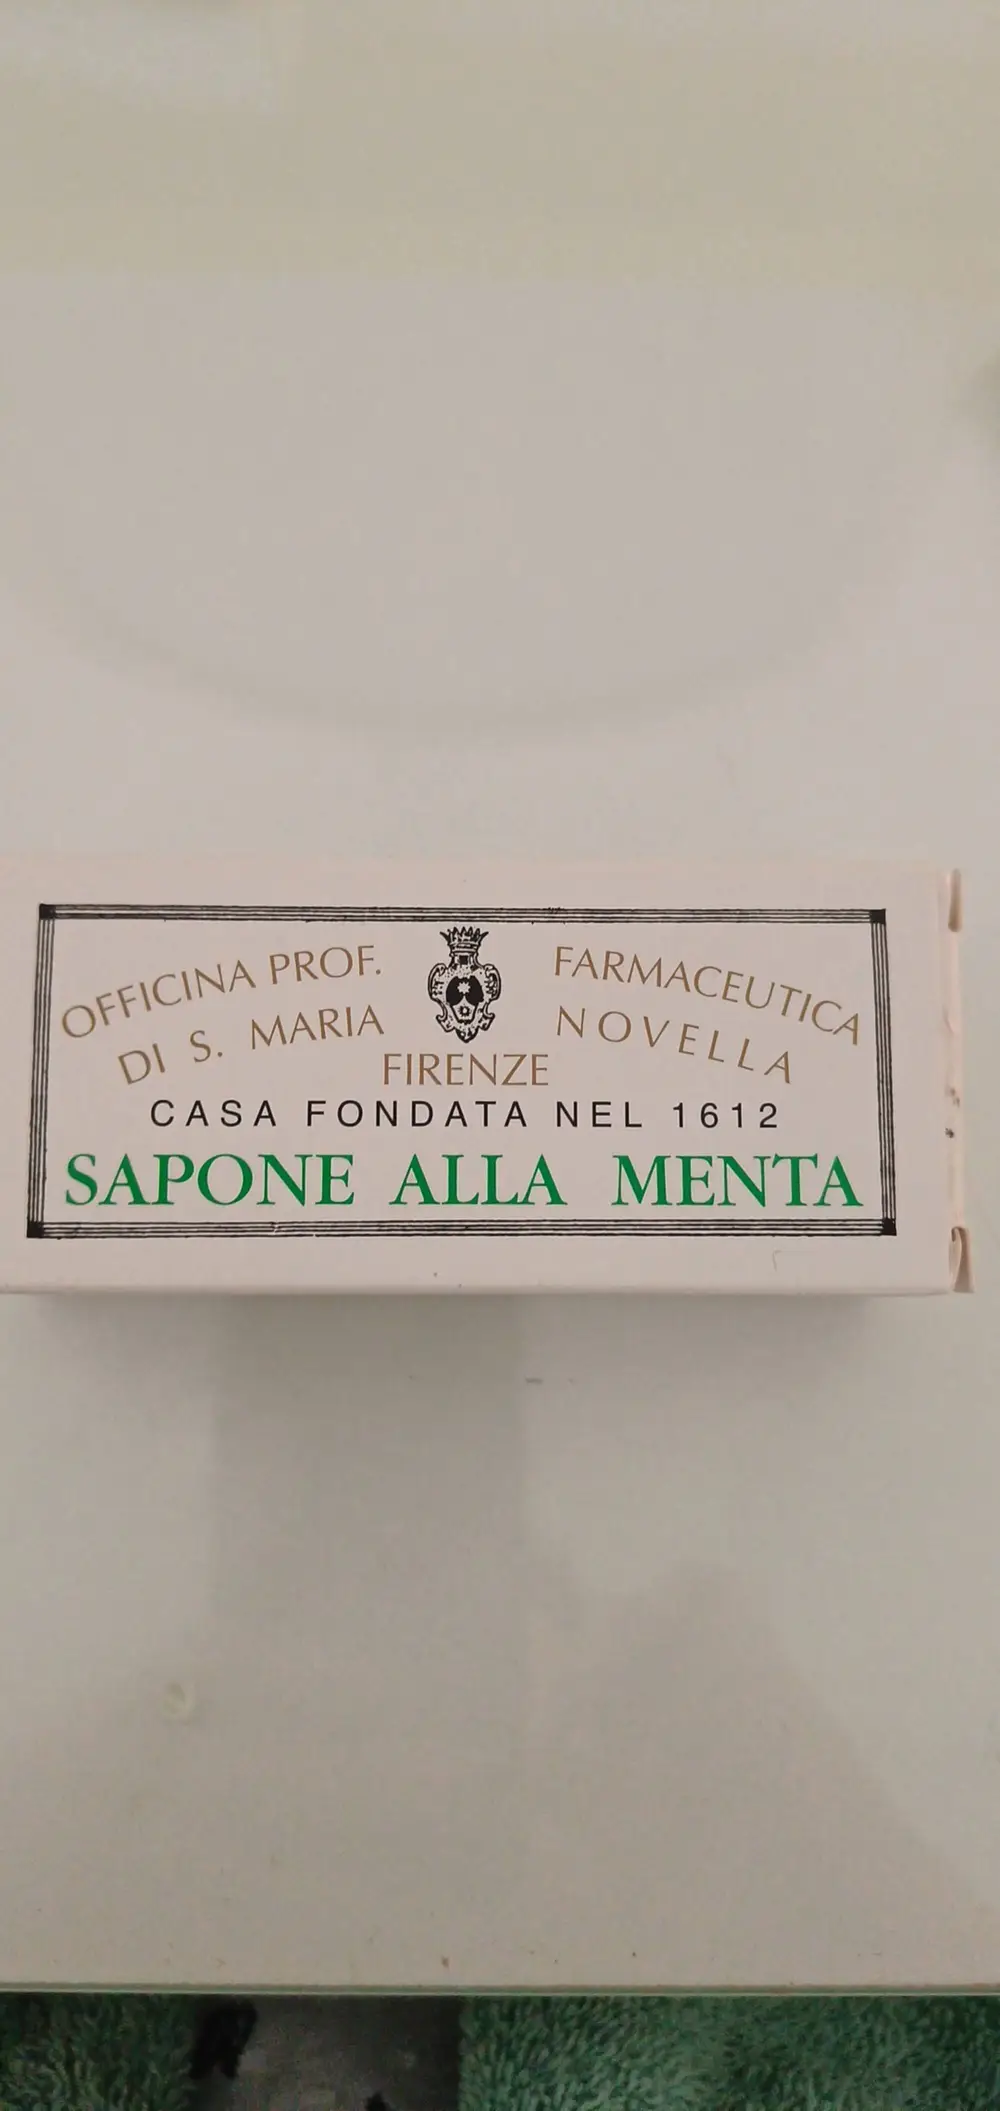 OFFICINA PROF. FARMACEUTICA
DI S. MARIA NOVELLA
FIRENZE
CASA FONDATA NEL 1612
SAPONE ALLA MENTA